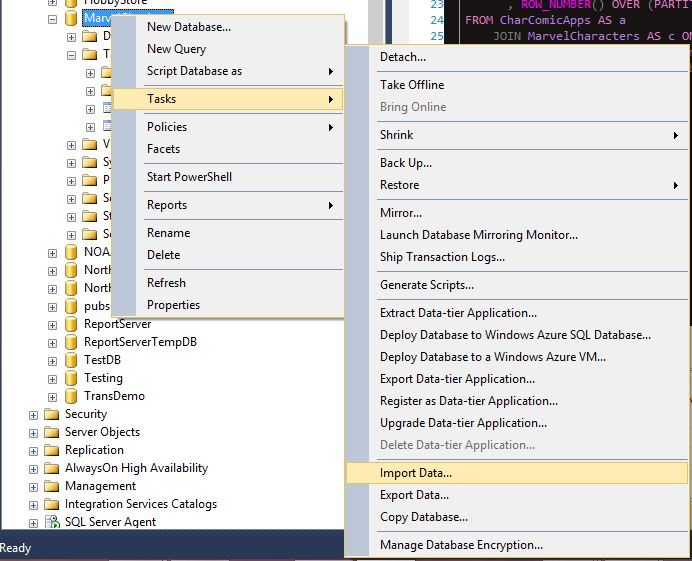 HobbyStore
Marvel
New Database...
New Query
Script Database as
Tasks
Policies
Facets
Start PowerShell
Reports
Rename
Delete
Refresh
Properties
D
T
V
Sy
P
Se
St
Se
NOA
North
North
pubs
ReportServer
ReportServerTempDB
TestDB
Testing
TransDemo
Security
Server Objects
Replication
AlwaysOn High Availability
Management
Integration Services Catalogs
SQL Server Agent
Ready
23 , ROW_NUMBER() OVER (PARTIT
24 FROM CharComicApps AS a
25 JOIN MarvelCharacters AS c ON
Detach...
Take Offline
Bring Online
Shrink
Back Up...
Restore
Mirror...
Launch Database Mirroring Monitor...
Ship Transaction Logs...
Generate Scripts...
Extract Data-tier Application...
Deploy Database to Windows Azure SQL Database...
Deploy Database to a Windows Azure VM...
Export Data-tier Application...
Register as Data-tier Application...
Upgrade Data-tier Application...
Delete Data-tier Application...
Import Data...
Export Data...
Copy Database...
Manage Database Encryption...